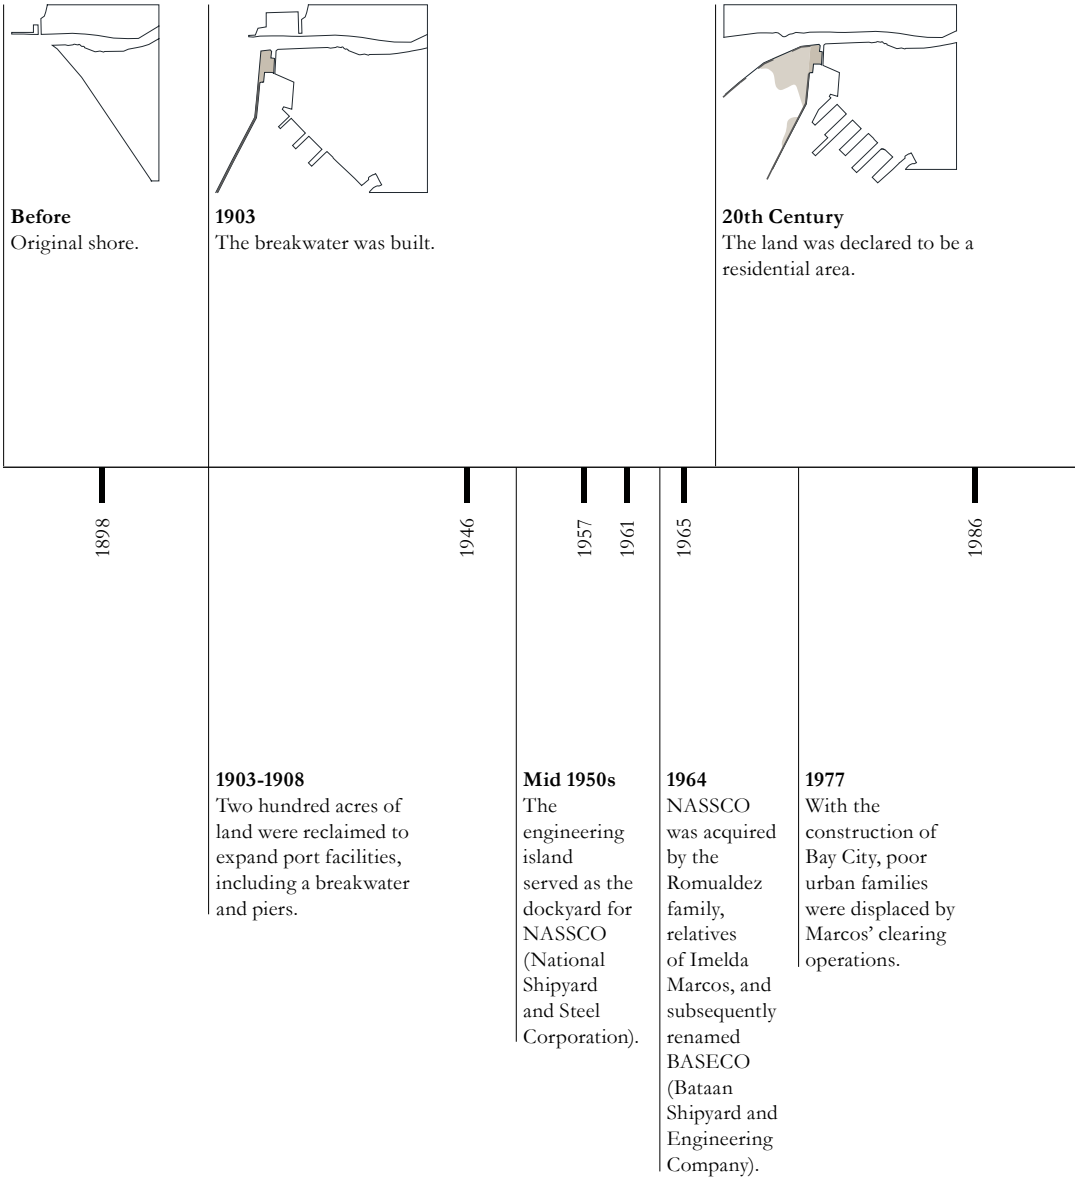 Before
Original shore.
1903
The breakwater was built.
20th Century
The land was declared to be a
residential area.
1898
1946
1957
1961
1965
1986
1903-1908
Two hundred acres of
land were reclaimed to
expand port facilities,
including a breakwater
and piers.
Mid 1950s
The
engineering
island
served as the
dockyard for
NASSCO
(National
Shipyard
and Steel
Corporation).
1964
NASSCO
was acquired
by the
Romualdez
family,
relatives
of Imelda
Marcos, and
subsequently
renamed
BASECO
(Bataan
Shipyard and
Engineering
Company).
1977
With the
construction of
Bay City, poor
urban families
were displaced by
Marcos’ clearing
operations.